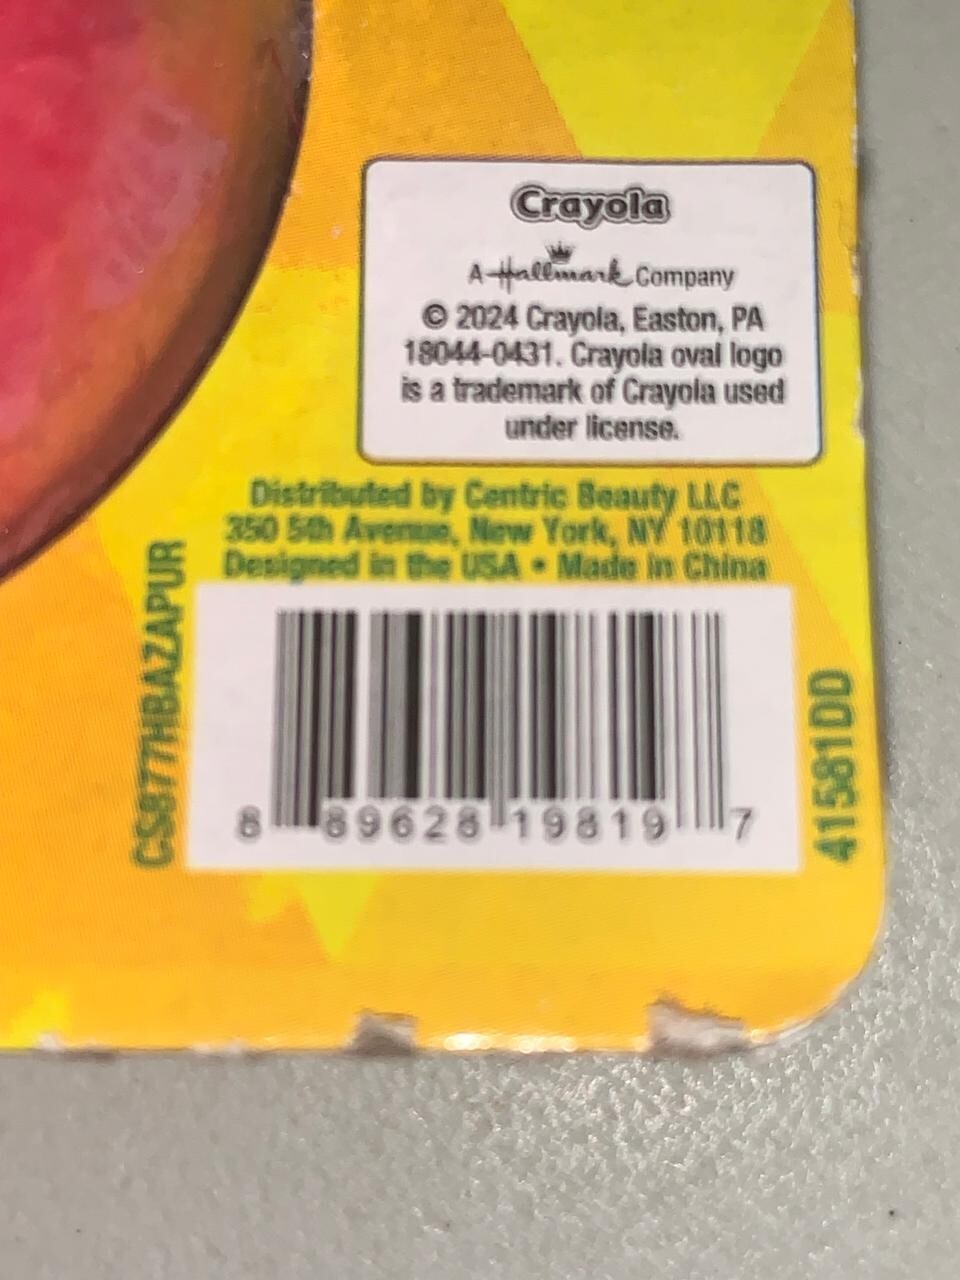 Crayola
A Hallmark Company
© 2024 Crayola, Easton, PA
18044-0431. Crayola oval logo
is a trademark of Crayola used
under license.
Distributed by Centric Beauty LLC
350 5th Avenue, New York, NY 10118
Designed in the USA • Made in China
CS877HBAZAPUR
8 89628 19819 7
41581DD